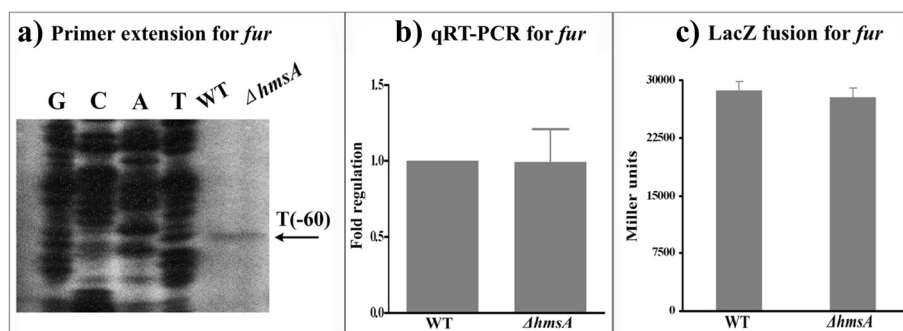 a) Primer extension for fur
G C A T WT ΔhmsA
T(-60)
b) qRT-PCR for fur
Fold regulation
1.5
1.0
0.5
0.0
WT ΔhmsA
c) LacZ fusion for fur
Miller units
30000
22500
15000
7500
0
WT ΔhmsA